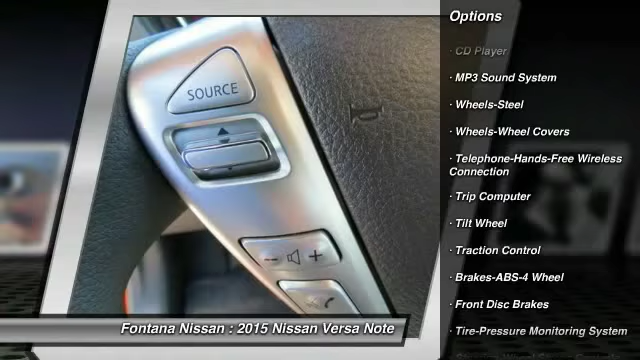 Options
· CD Player
· MP3 Sound System
· Wheels-Steel
· Wheels-Wheel Covers
· Telephone-Hands-Free Wireless
Connection
· Trip Computer
· Tilt Wheel
· Traction Control
· Brakes-ABS-4 Wheel
· Front Disc Brakes
· Tire-Pressure Monitoring System
SOURCE
Fontana Nissan : 2015 Nissan Versa Note